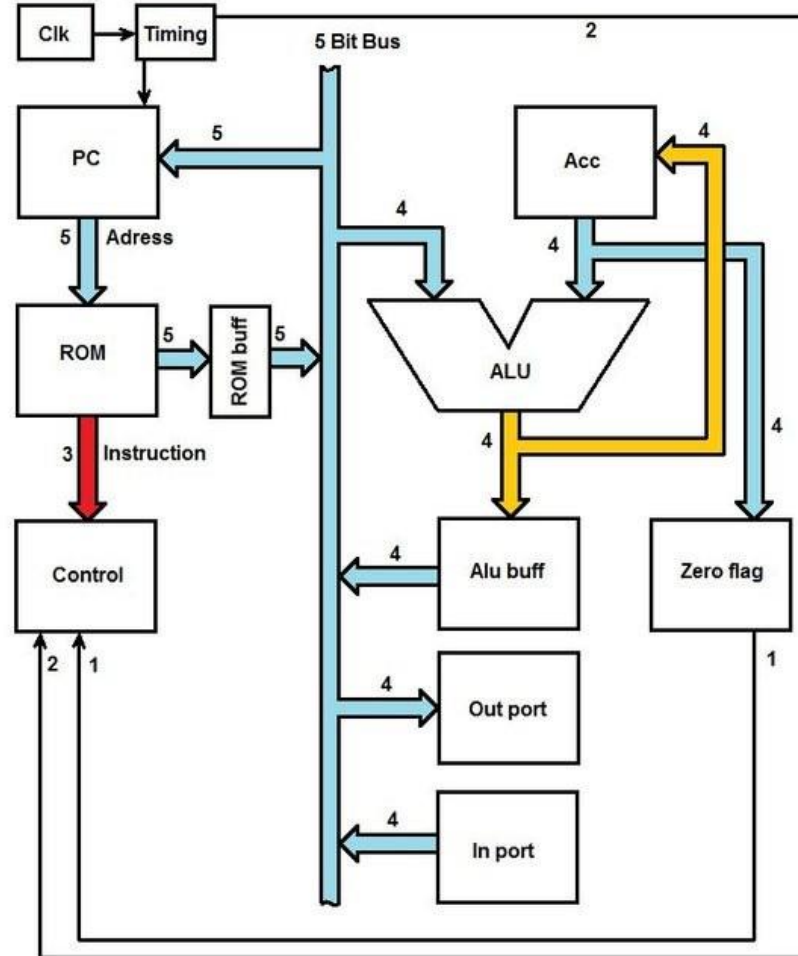 Clk
Timing
2
5 Bit Bus
PC
5
Acc
4
4
5
Adress
4
ROM
5
ROM buff
5
ALU
3
Instruction
4
4
Control
4
Alu buff
Zero flag
2
1
1
4
Out port
4
In port